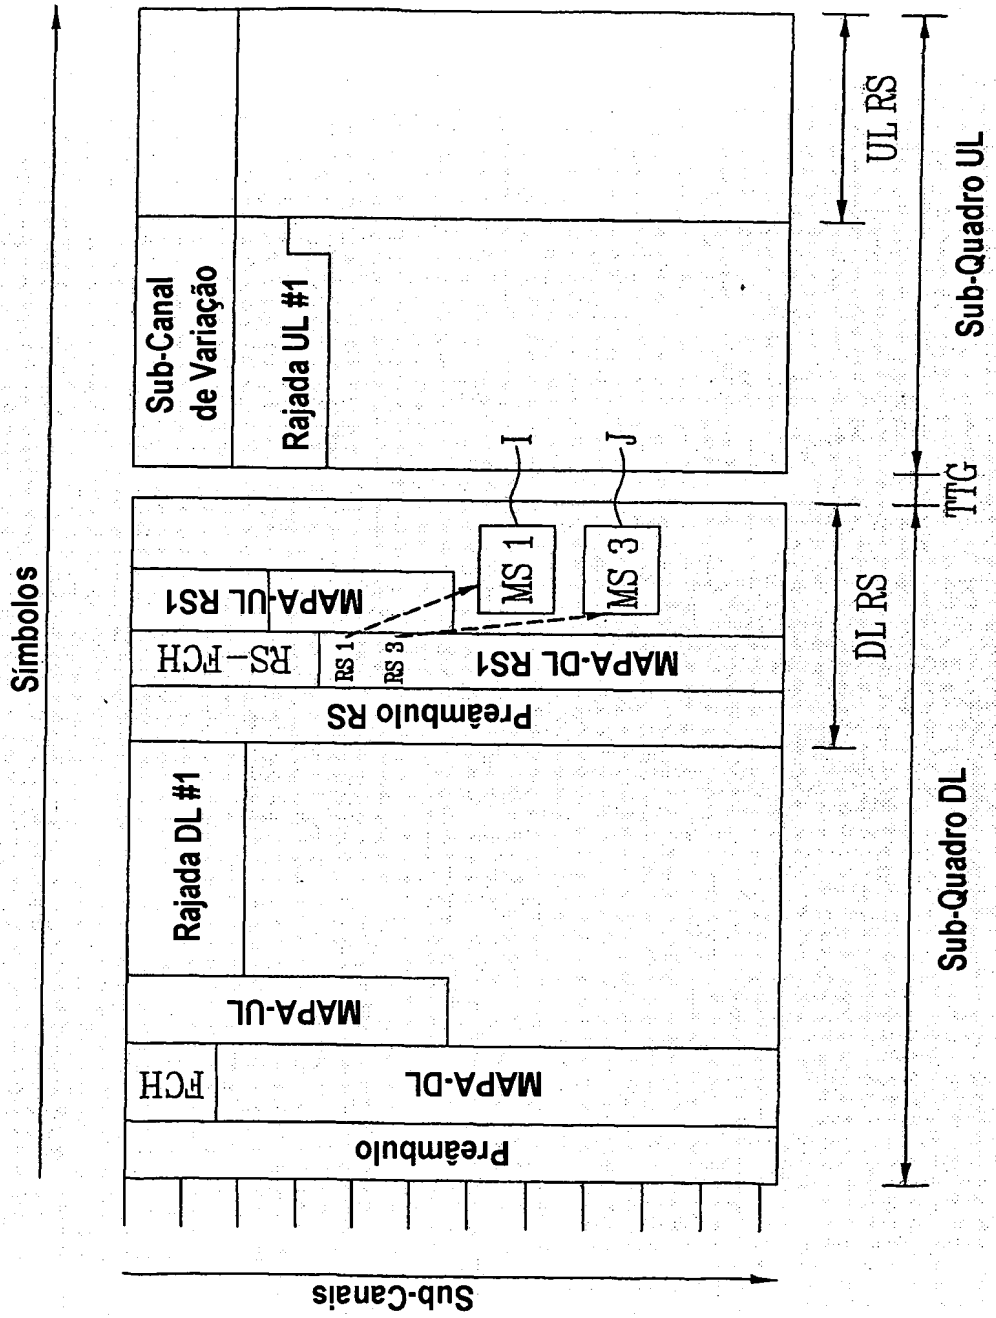 Símbolos
Sub-Canais
Preâmbulo
FCH
MAPA-DL
MAPA-UL
Rajada DL #1
Preâmbulo RS
RS-FCH
RS 1
RS 3
MAPA-DL RS1
MAPA-UL RS1
MS 1
MS 3
I
J
Sub-Canal
de Variação
Rajada UL #1
DL RS
UL RS
Sub-Quadro DL
TTG
Sub-Quadro UL